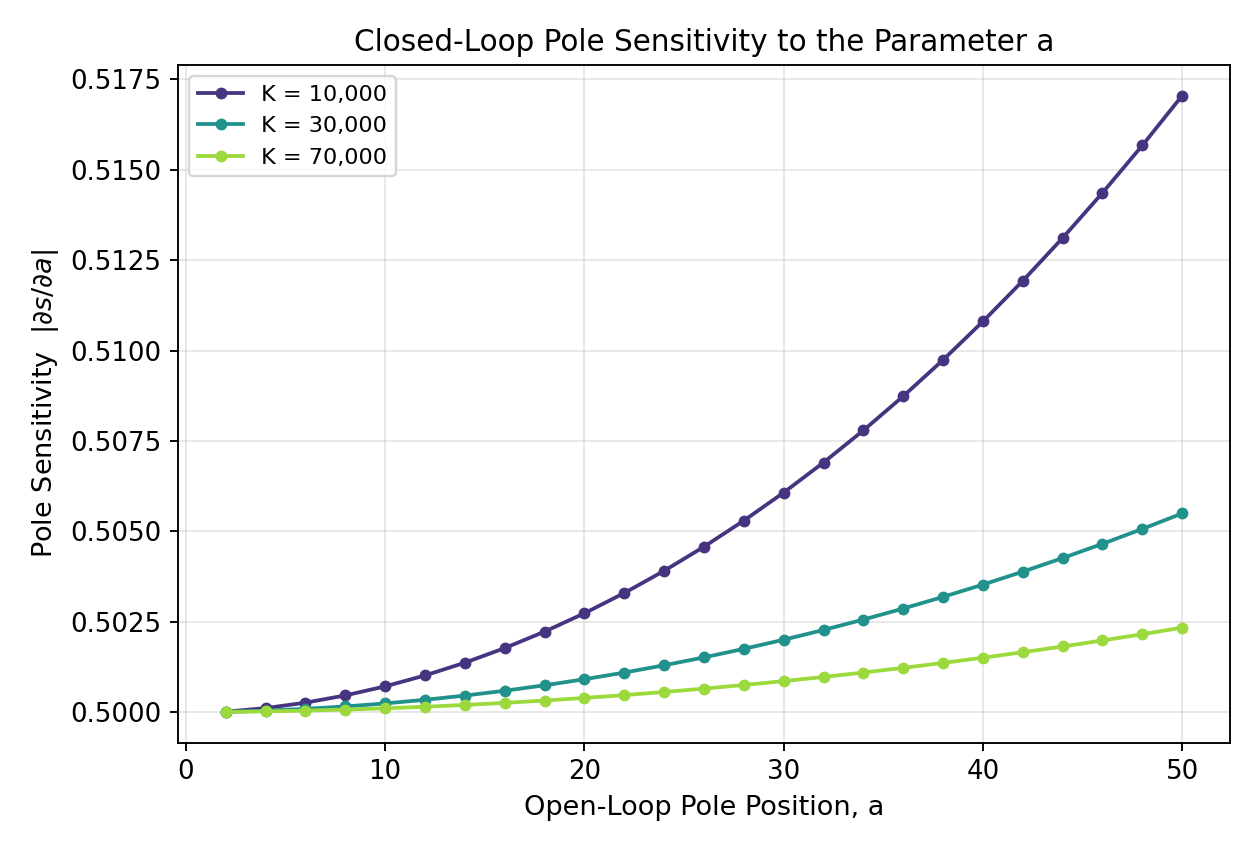 Closed-Loop Pole Sensitivity to the Parameter a
K = 10,000
K = 30,000
K = 70,000
Pole Sensitivity |∂s/∂a|
0.5175
0.5150
0.5125
0.5100
0.5075
0.5050
0.5025
0.5000
0 10 20 30 40 50
Open-Loop Pole Position, a